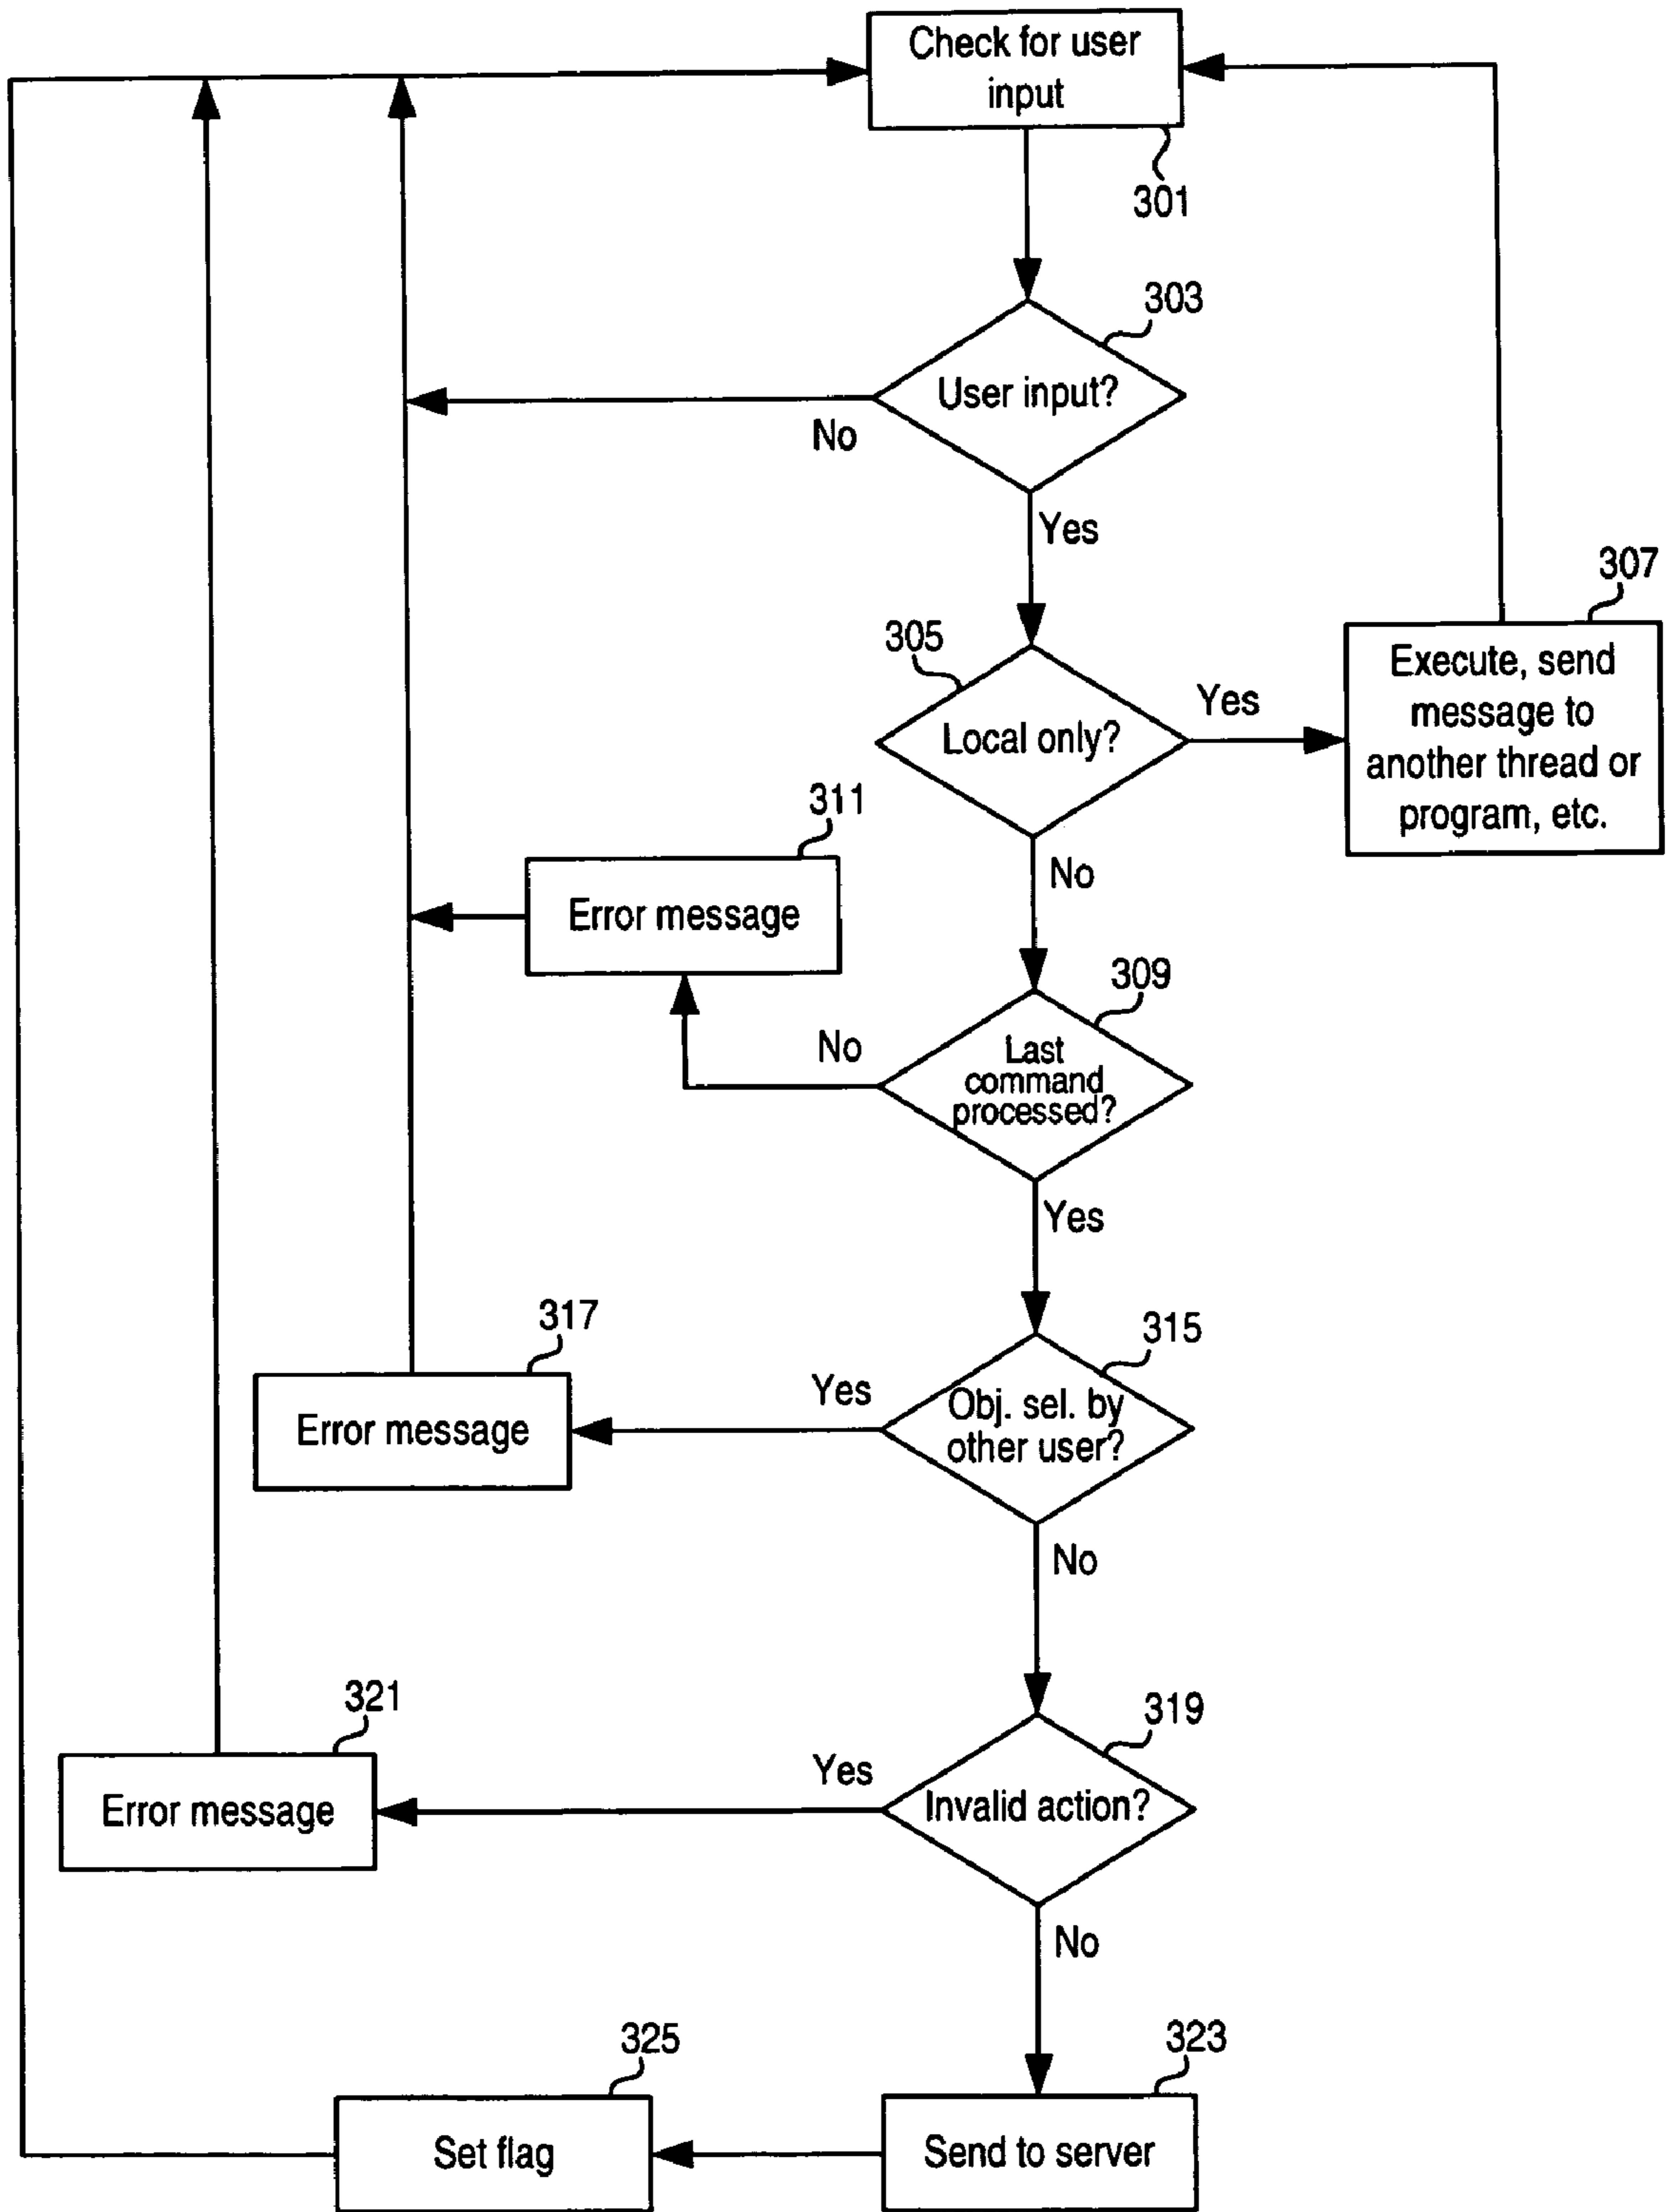 Check for user
input
301
303
User input?
No
Yes
307
305
Local only?
Yes
Execute, send
message to
another thread or
program, etc.
No
311
Error message
309
No
Last
command
processed?
Yes
317
Error message
315
Yes
Obj. sel. by
other user?
No
321
Error message
319
Yes
Invalid action?
No
325
Set flag
323
Send to server